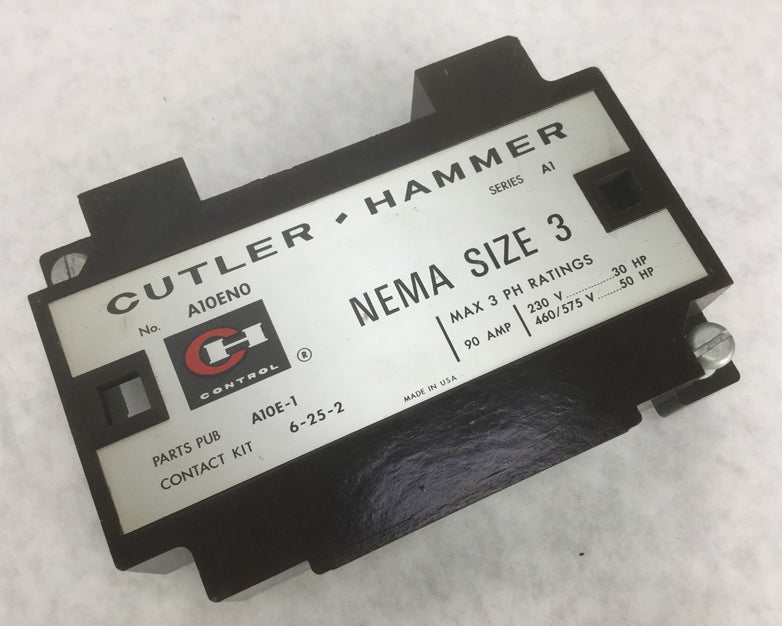 CUTLER • HAMMER
No. A10EN0
SERIES A1
NEMA SIZE 3
CH
CONTROL
®
MAX 3 PH RATINGS
90 AMP
230 V..............30 HP
460/575 V.......50 HP
MADE IN USA
PARTS PUB A10E-1
CONTACT KIT 6-25-2